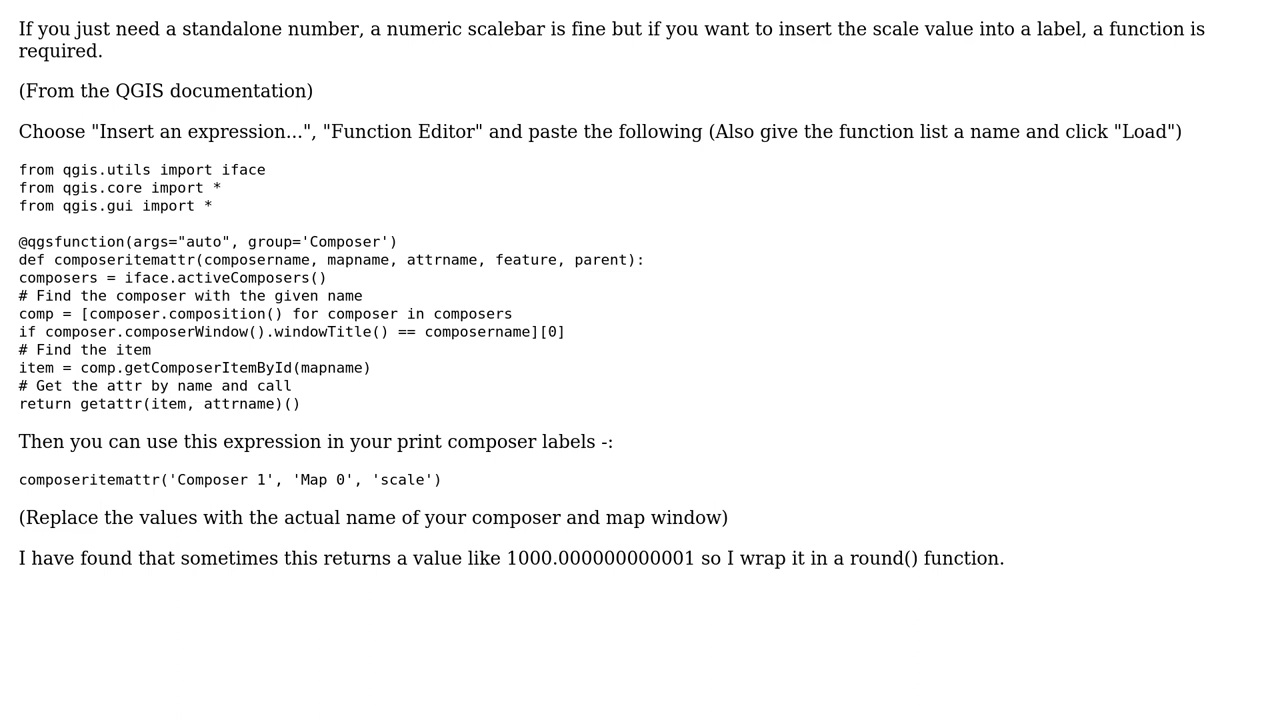 If you just need a standalone number, a numeric scalebar is fine but if you want to insert the scale value into a label, a function is
required.
(From the QGIS documentation)
Choose "Insert an expression...", "Function Editor" and paste the following (Also give the function list a name and click "Load")
from qgis.utils import iface
from qgis.core import *
from qgis.gui import *
@qgsfunction(args="auto", group='Composer')
def composeritemattr(composername, mapname, attrname, feature, parent):
composers = iface.activeComposers()
# Find the composer with the given name
comp = [composer.composition() for composer in composers
if composer.composerWindow().windowTitle() == composername][0]
# Find the item
item = comp.getComposerItemById(mapname)
# Get the attr by name and call
return getattr(item, attrname)()
Then you can use this expression in your print composer labels -:
composeritemattr('Composer 1', 'Map 0', 'scale')
(Replace the values with the actual name of your composer and map window)
I have found that sometimes this returns a value like 1000.000000000001 so I wrap it in a round() function.